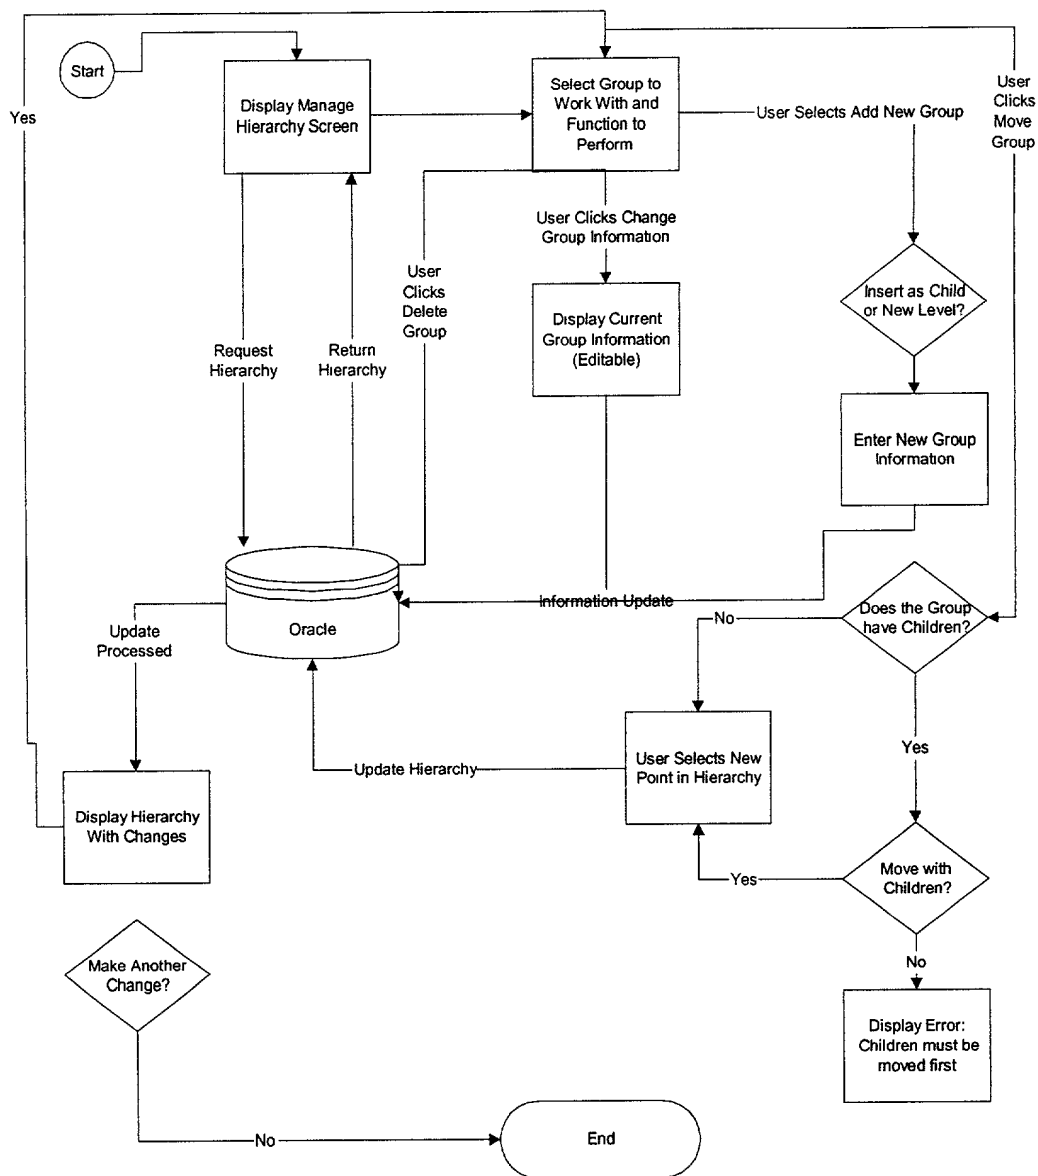 Start
Yes
Display Manage
Hierarchy Screen
Select Group to
Work With and
Function to
Perform
User Selects Add New Group
User
Clicks
Move
Group
User Clicks Change
Group Information
User
Clicks
Delete
Group
Insert as Child
or New Level?
Display Current
Group Information
(Editable)
Request
Hierarchy
Return
Hierarchy
Enter New Group
Information
Information Update
Oracle
Does the Group
have Children?
No
Update
Processed
Yes
User Selects New
Point in Hierarchy
Update Hierarchy
Display Hierarchy
With Changes
Move with
Children?
Yes
No
Make Another
Change?
Display Error:
Children must be
moved first
No
End